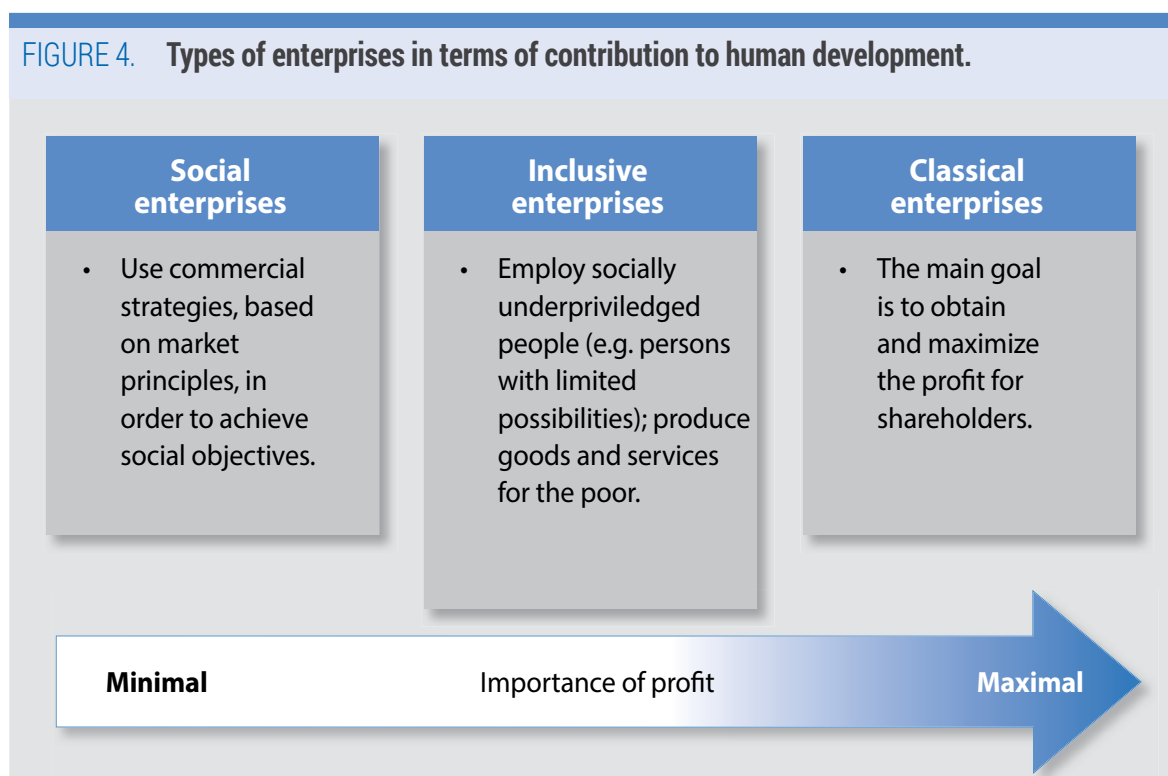 FIGURE 4. Types of enterprises in terms of contribution to human development.
Social
enterprises
• Use commercial
strategies, based
on market
principles, in
order to achieve
social objectives.
Inclusive
enterprises
• Employ socially
underpriviledged
people (e.g. persons
with limited
possibilities); produce
goods and services
for the poor.
Classical
enterprises
• The main goal
is to obtain
and maximize
the profit for
shareholders.
Minimal Importance of profit Maximal